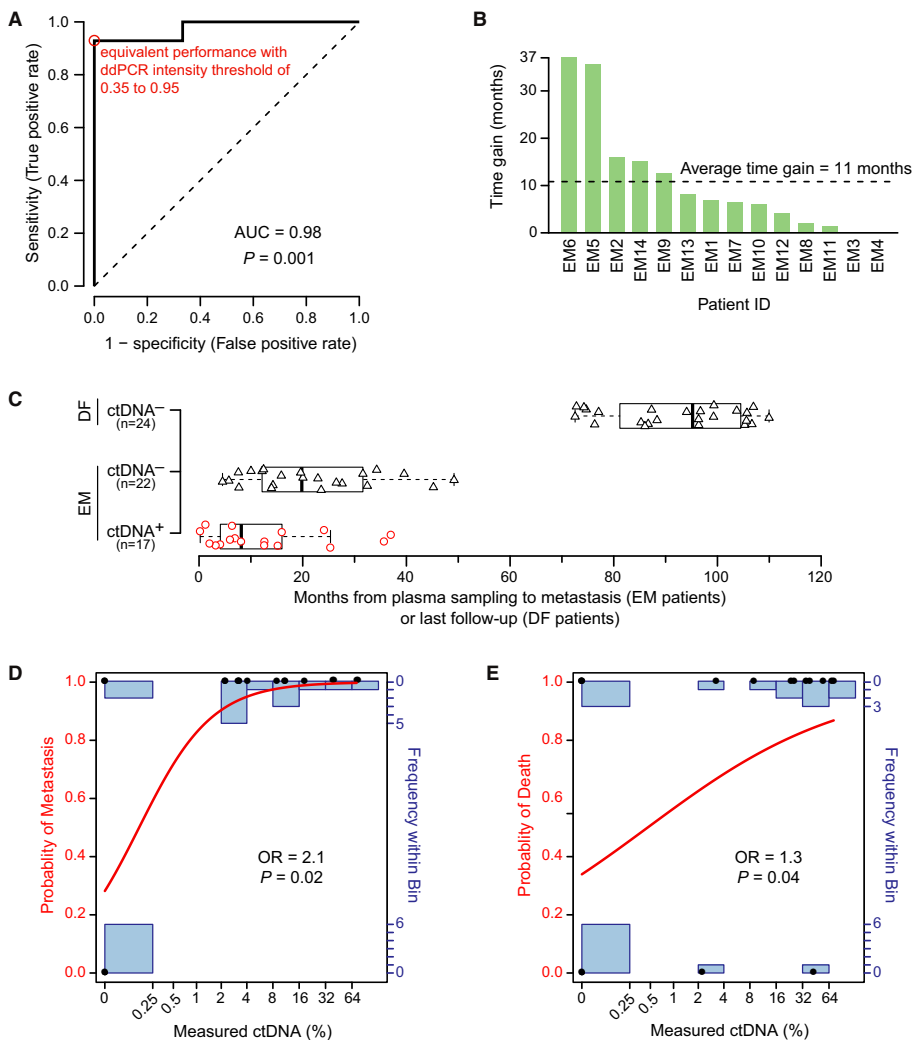 A
1.0
0.8
0.6
0.4
0.2
0.0
Sensitivity (True positive rate)
equivalent performance with
ddPCR intensity threshold of
0.35 to 0.95
AUC = 0.98
P = 0.001
0.0 0.2 0.4 0.6 0.8 1.0
1 − specificity (False positive rate)
B
37
30
20
10
0
Time gain (months)
Average time gain = 11 months
EM6 EM5 EM2 EM14 EM9 EM13 EM1 EM7 EM10 EM12 EM8 EM11 EM3 EM4
Patient ID
C
DF
ctDNA−
(n=24)
EM
ctDNA−
(n=22)
ctDNA+
(n=17)
0 20 40 60 80 100 120
Months from plasma sampling to metastasis (EM patients)
or last follow-up (DF patients)
D
1.0
0.8
0.6
0.4
0.2
0.0
Probablity of Metastasis
0
5
6
0
Frequency within Bin
OR = 2.1
P = 0.02
0 0.25 0.5 1 2 4 8 16 32 64
Measured ctDNA (%)
E
1.0
0.8
0.6
0.4
0.2
0.0
Probablity of Death
0
3
6
0
Frequency within Bin
OR = 1.3
P = 0.04
0 0.25 0.5 1 2 4 8 16 32 64
Measured ctDNA (%)